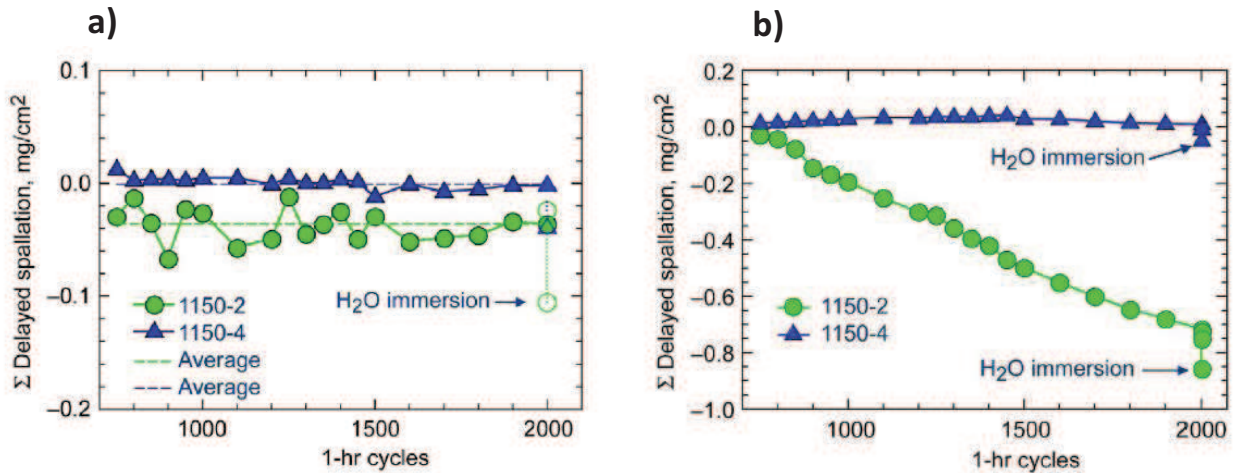 a)
Σ Delayed spallation, mg/cm²
0.1
0.0
–0.1
–0.2
H₂O immersion
1150-2
1150-4
Average
Average
1000
1500
2000
1-hr cycles
b)
Σ Delayed spallation, mg/cm²
0.2
0.0
–0.2
–0.4
–0.6
–0.8
–1.0
H₂O immersion
1150-2
1150-4
H₂O immersion
1000
1500
2000
1-hr cycles